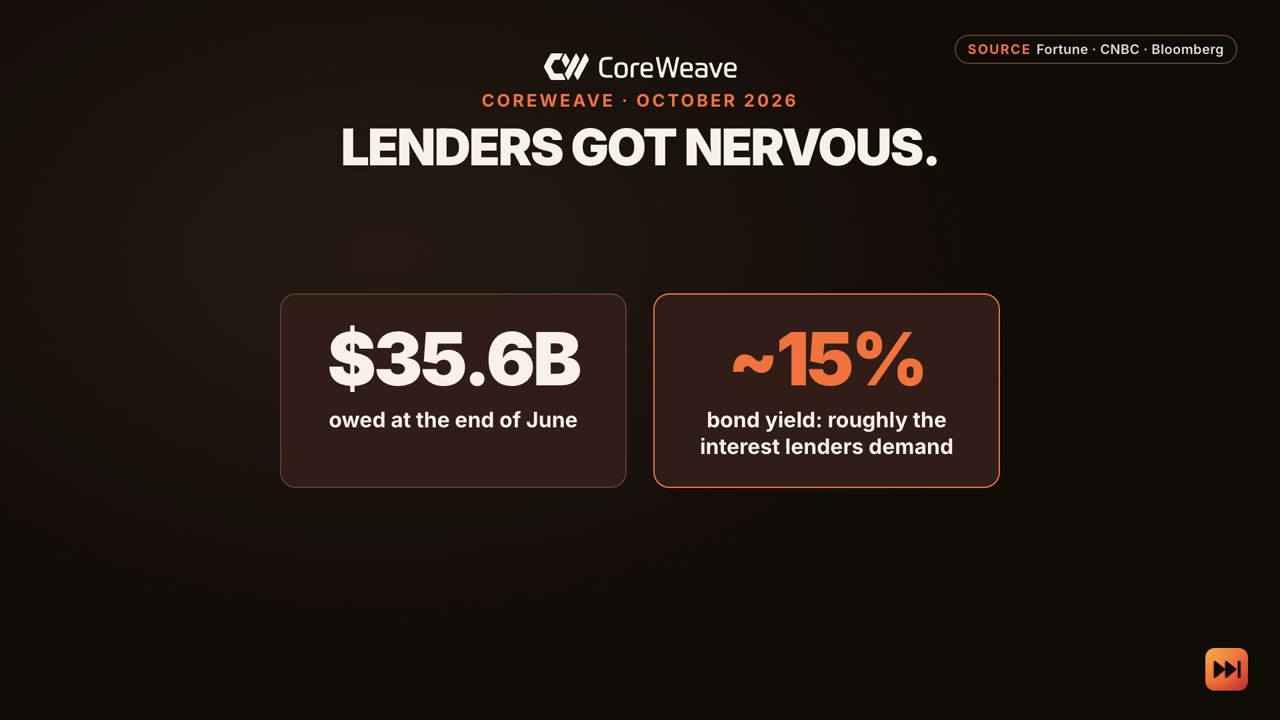 SOURCE Fortune · CNBC · Bloomberg
CoreWeave
COREWEAVE · OCTOBER 2026
LENDERS GOT NERVOUS.
$35.6B
owed at the end of June
~15%
bond yield: roughly the
interest lenders demand